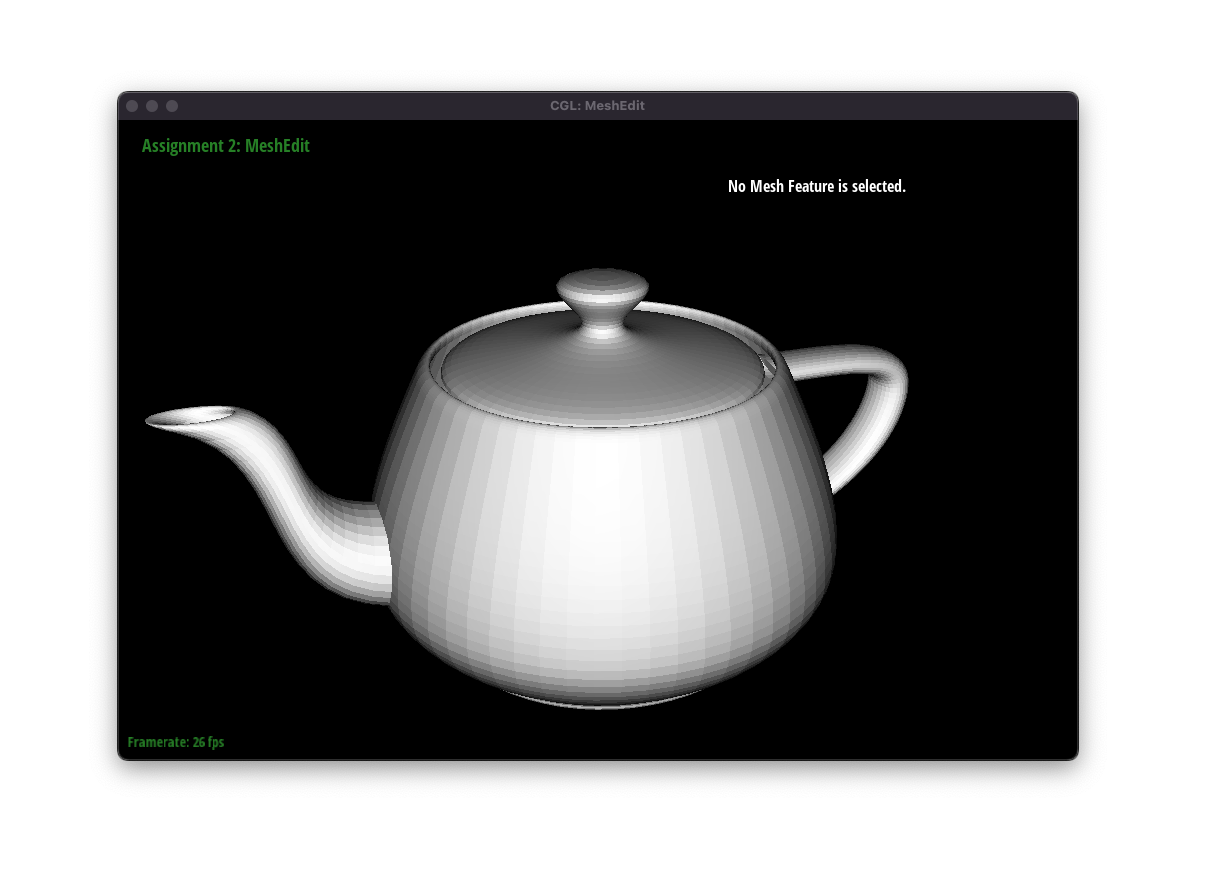 CGL: MeshEdit
Assignment 2: MeshEdit
No Mesh Feature is selected.
Framerate: 26 fps